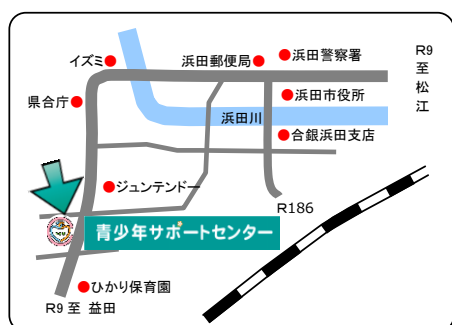 イズミ
浜田郵便局
浜田警察署
R9至松江
県合庁
浜田市役所
浜田川
合銀浜田支店
ジュンテンドー
R186
青少年サポートセンター
ひかり保育園
R9 至 益田